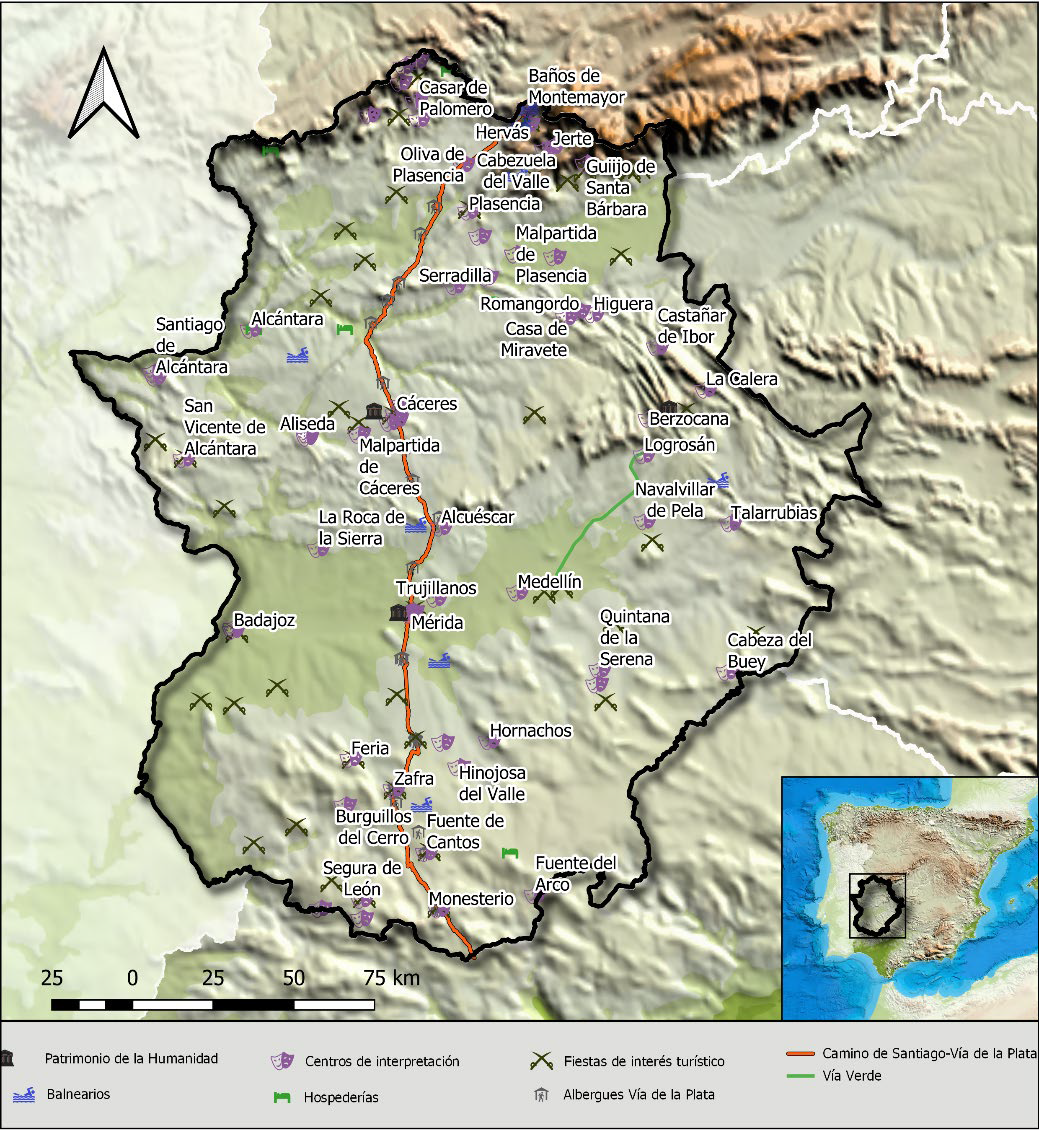 Baños de
Montemayor
Casar de
Palomero
Hervás
Jerte
Oliva de
Plasencia
Cabezuela
del Valle
Guiijo de
Santa
Bárbara
Plasencia
Malpartida
de
Plasencia
Serradilla
Romangordo
Higuera
Casa de
Miravete
Castañar
de Ibor
Santiago
de
Alcántara
Alcántara
La Calera
San
Vicente de
Alcántara
Aliseda
Cáceres
Malpartida
de
Cáceres
Berzocana
Logrosán
Navalvillar
de Pela
Talarrubias
La Roca de
la Sierra
Alcuéscar
Trujillanos
Medellín
Mérida
Badajoz
Quintana
de la
Serena
Cabeza del
Buey
Hornachos
Feria
Zafra
Hinojosa
del Valle
Burguillos
del Cerro
Fuente de
Cantos
Segura de
León
Fuente del
Arco
Monesterio
25 0 25 50 75 km
Patrimonio de la Humanidad
Centros de interpretación
Fiestas de interés turístico
Camino de Santiago-Vía de la Plata
Vía Verde
Balnearios
Hospederías
Albergues Vía de la Plata